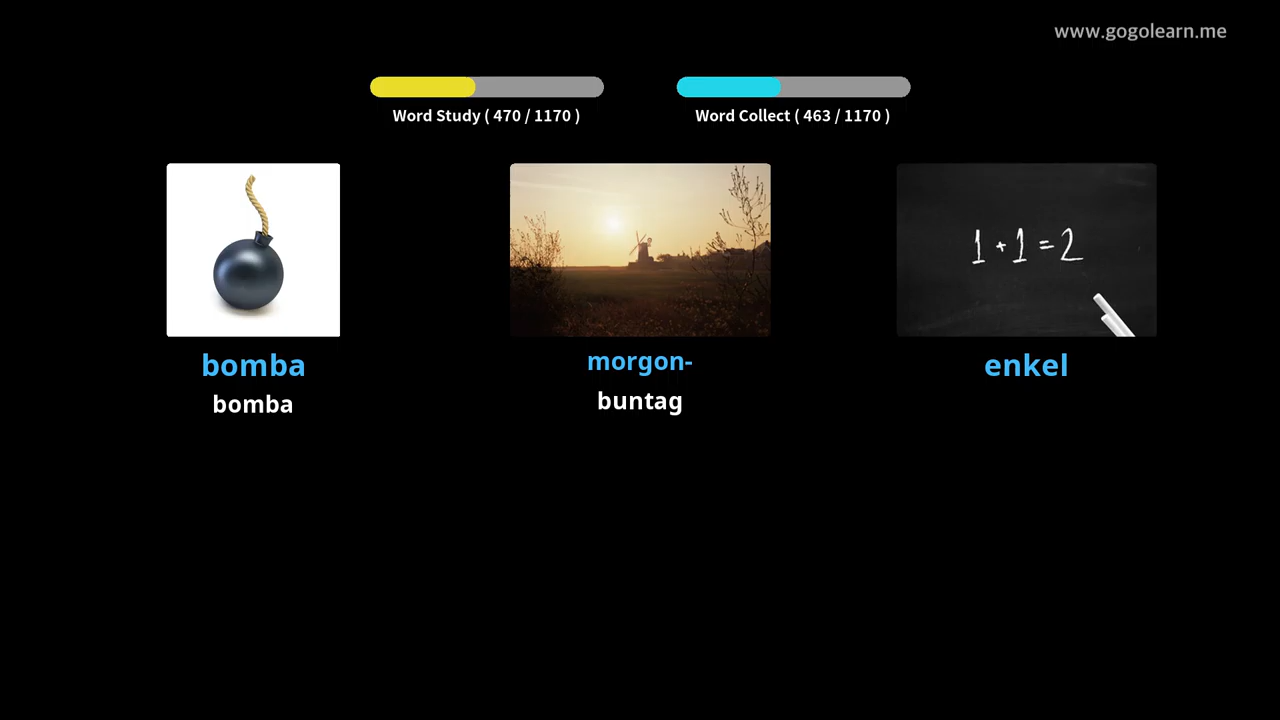 www.gogolearn.me
Word Study ( 470 / 1170 )
Word Collect ( 463 / 1170 )
1 + 1 = 2
bomba
bomba
morgon-
buntag
enkel